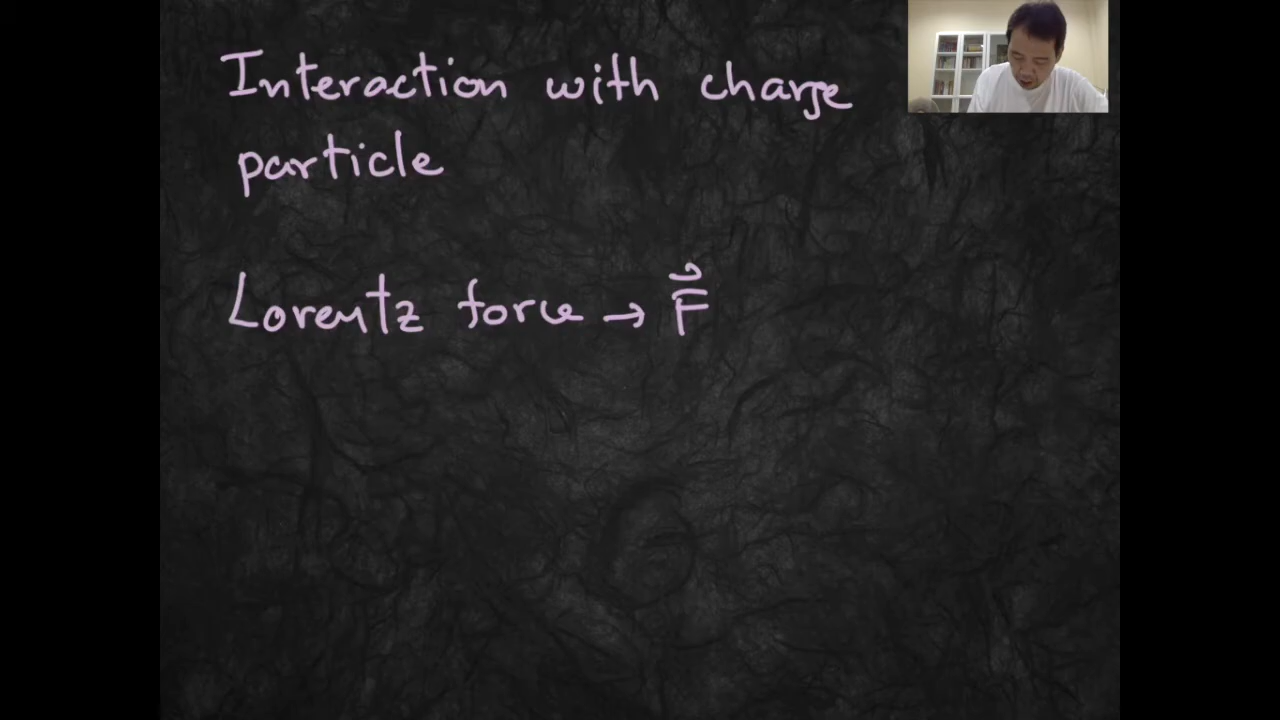 Interaction with charge
particle
Lorentz force → F⃗